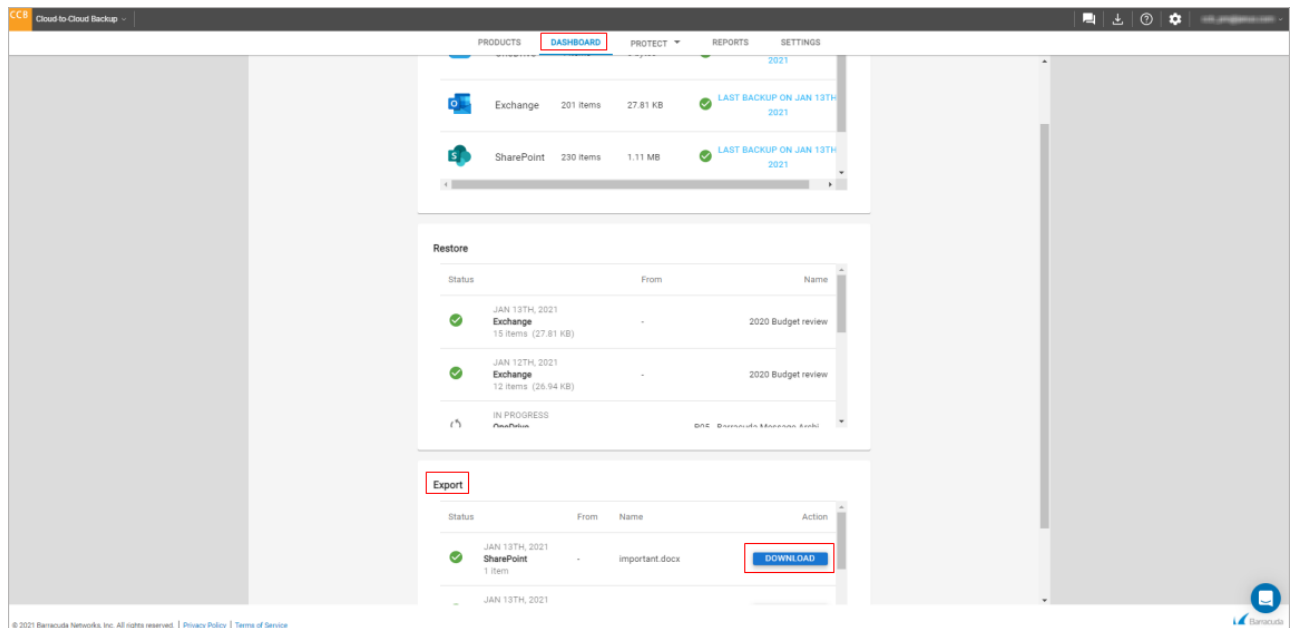 CCB Cloud-to-Cloud Backup
PRODUCTS DASHBOARD PROTECT REPORTS SETTINGS
2021
Exchange 201 items 27.81 KB LAST BACKUP ON JAN 13TH
2021
SharePoint 230 items 1.11 MB LAST BACKUP ON JAN 13TH
2021
Restore
Status From Name
JAN 13TH, 2021
Exchange - 2020 Budget review
15 items (27.81 KB)
JAN 12TH, 2021
Exchange - 2020 Budget review
12 items (26.94 KB)
IN PROGRESS
OneDrive Barracuda Message Archi
Export
Status From Name Action
JAN 13TH, 2021
SharePoint - important.docx DOWNLOAD
1 item
JAN 13TH, 2021
© 2021 Barracuda Networks, Inc. All rights reserved. | Privacy Policy | Terms of Service
Barracuda